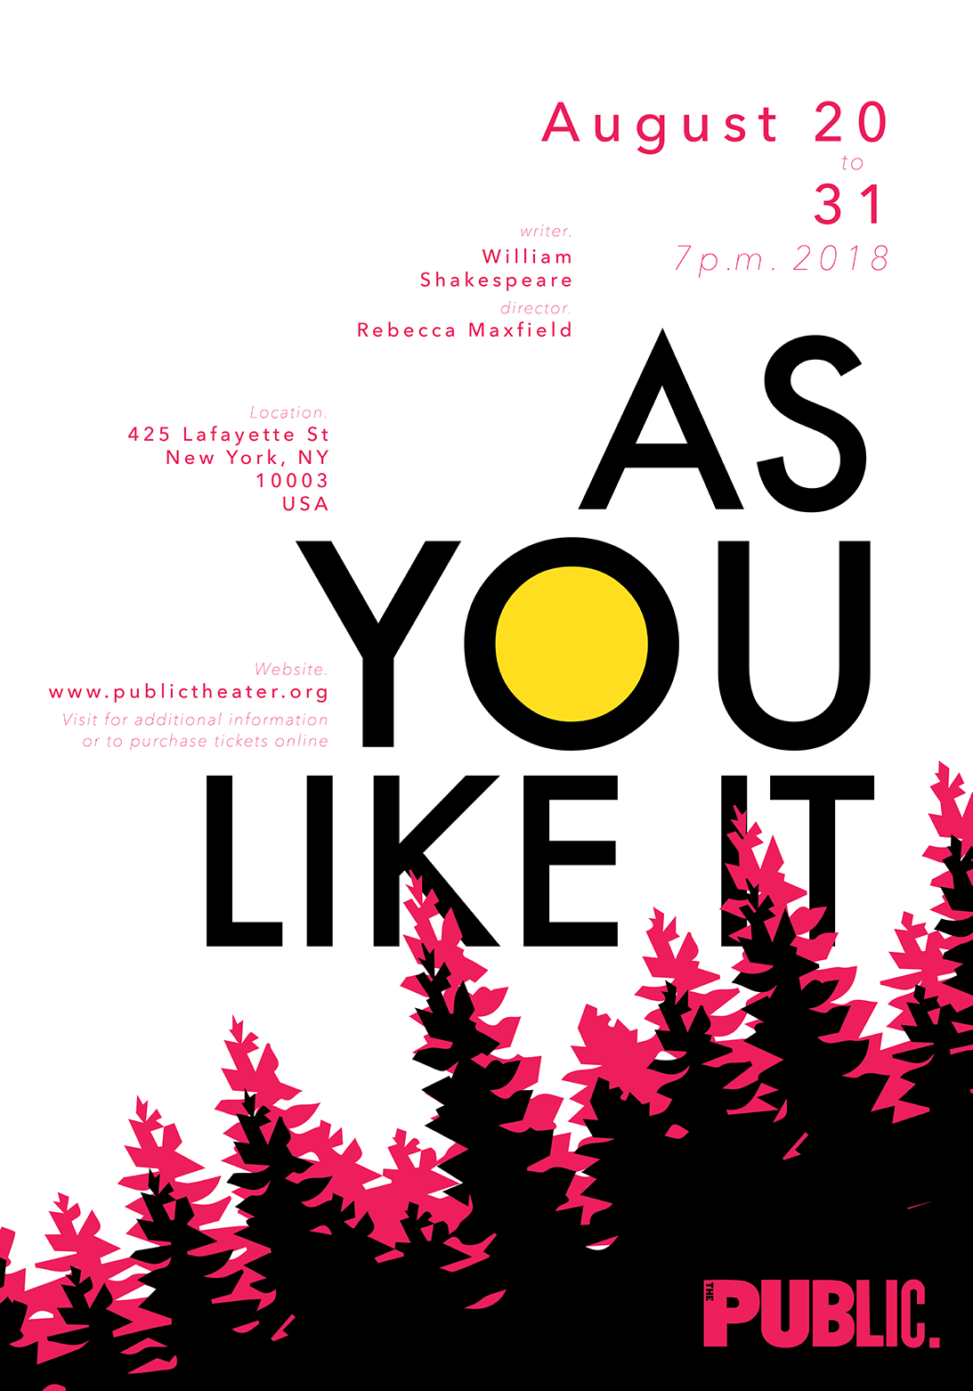 August 20
to
31
7p.m. 2018
writer.
William
Shakespeare
director.
Rebecca Maxfield
Location.
425 Lafayette St
New York, NY
10003
USA
AS
YOU
LIKE IT
Website.
www.publictheater.org
Visit for additional information
or to purchase tickets online
THE PUBLIC.